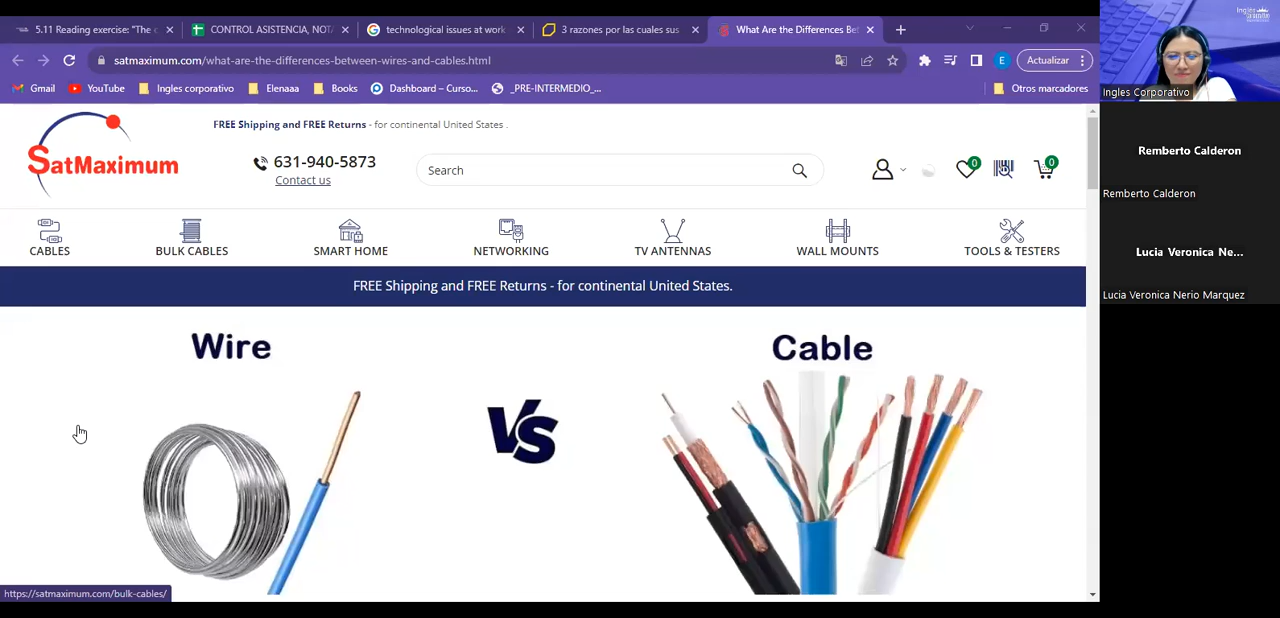 5.11 Reading exercise: "The
CONTROL ASISTENCIA, NOTA
technological issues at work
3 razones por las cuales sus
What Are the Differences Bet
satmaximum.com/what-are-the-differences-between-wires-and-cables.html
E
Actualizar
Gmail
YouTube
Ingles corporativo
Elenaaa
Books
Dashboard – Curso...
_PRE-INTERMEDIO_...
Otros marcadores
SatMaximum
FREE Shipping and FREE Returns - for continental United States .
631-940-5873
Contact us
Search
0
0
CABLES
BULK CABLES
SMART HOME
NETWORKING
TV ANTENNAS
WALL MOUNTS
TOOLS & TESTERS
FREE Shipping and FREE Returns - for continental United States.
Wire
VS
Cable
https://satmaximum.com/bulk-cables/
Ingles Corporativo
Remberto Calderon
Remberto Calderon
Lucia Veronica Ne...
Lucia Veronica Nerio Marquez